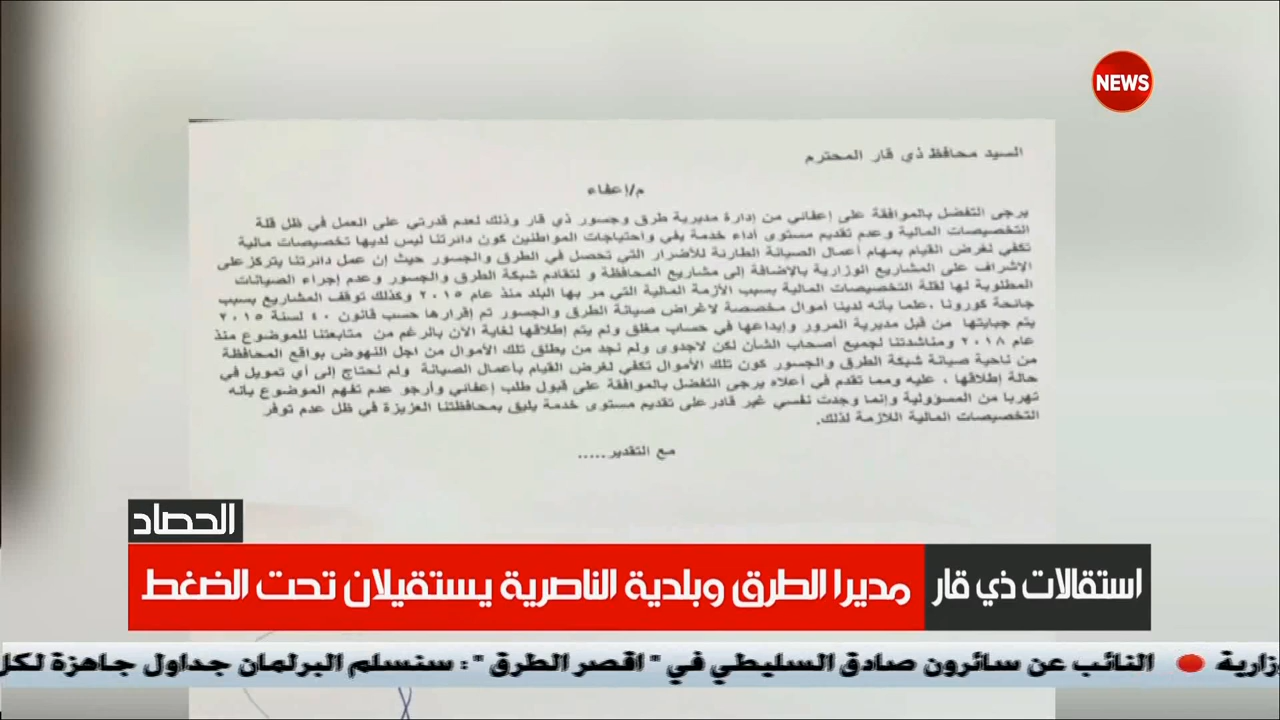 NEWS
السيد محافظ ذي قار المحترم
م/إعفاء
يرجى التفضل بالموافقة على إعفائي من إدارة مديرية طرق وجسور ذي قار وذلك لعدم قدرتي على العمل في ظل قلة
التخصيصات المالية وعدم تقديم مستوى أداء خدمة يفي واحتياجات المواطنين كون دائرتنا ليس لديها تخصيصات مالية
تكفي لغرض القيام بمهام أعمال الصيانة الطارئة للأضرار التي تحصل في الطرق والجسور حيث إن عمل دائرتنا يتركز على
الإشراف على المشاريع الوزارية بالإضافة إلى مشاريع المحافظة و لتقادم شبكة الطرق والجسور وعدم إجراء الصيانات
المطلوبة لها لقلة التخصيصات المالية بسبب الأزمة المالية التي مر بها البلد منذ عام ٢٠١٥ وكذلك توقف المشاريع بسبب
جائحة كورونا ،علما بأنه لدينا أموال مخصصة لاغراض صيانة الطرق والجسور تم إقرارها حسب قانون ٤٠ لسنة ٢٠١٥
يتم جبايتها من قبل مديرية المرور وإيداعها في حساب مغلق ولم يتم إطلاقها لغاية الآن بالرغم من متابعتنا للموضوع منذ
عام ٢٠١٨ ومناشدتنا لجميع أصحاب الشأن لكن لاجدوى ولم نجد من يطلق تلك الأموال من اجل النهوض بواقع المحافظة
من ناحية صيانة شبكة الطرق والجسور كون تلك الأموال تكفي لغرض القيام بأعمال الصيانة ولم نحتاج إلى أي تمويل في
حالة إطلاقها ، عليه ومما تقدم في أعلاه يرجى التفضل بالموافقة على قبول طلب إعفائي وأرجو عدم تفهم الموضوع بأنه
تهربا من المسؤولية وإنما وجدت نفسي غير قادر على تقديم مستوى خدمة يليق بمحافظتنا العزيزة في ظل عدم توفر
التخصيصات المالية اللازمة لذلك.
مع التقدير.....
الحصاد
استقالات ذي قار مديرا الطرق وبلدية الناصرية يستقيلان تحت الضغط
زارية ● النائب عن سائرون صادق السليطي في " اقصر الطرق " : سنسلم البرلمان جداول جاهزة لكل